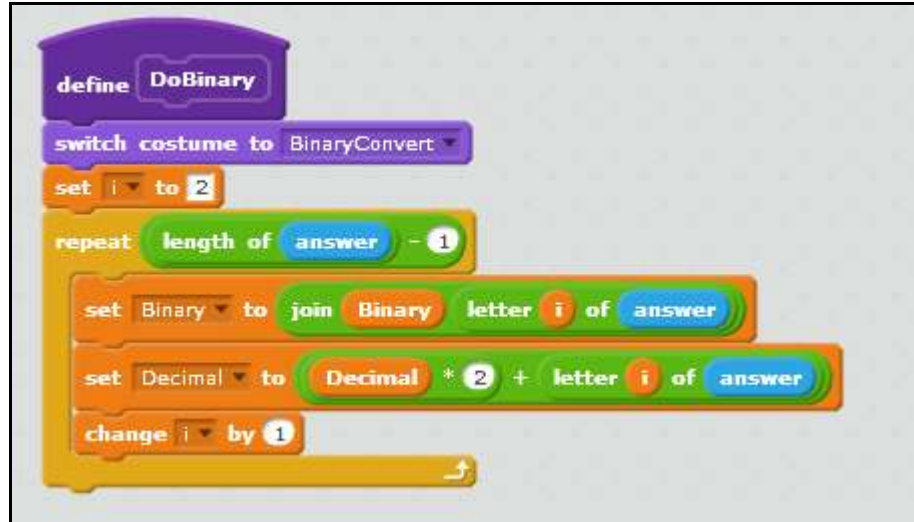 define DoBinary
switch costume to BinaryConvert
set i to 2
repeat length of answer - 1
set Binary to join Binary letter i of answer
set Decimal to Decimal * 2 + letter i of answer
change i by 1